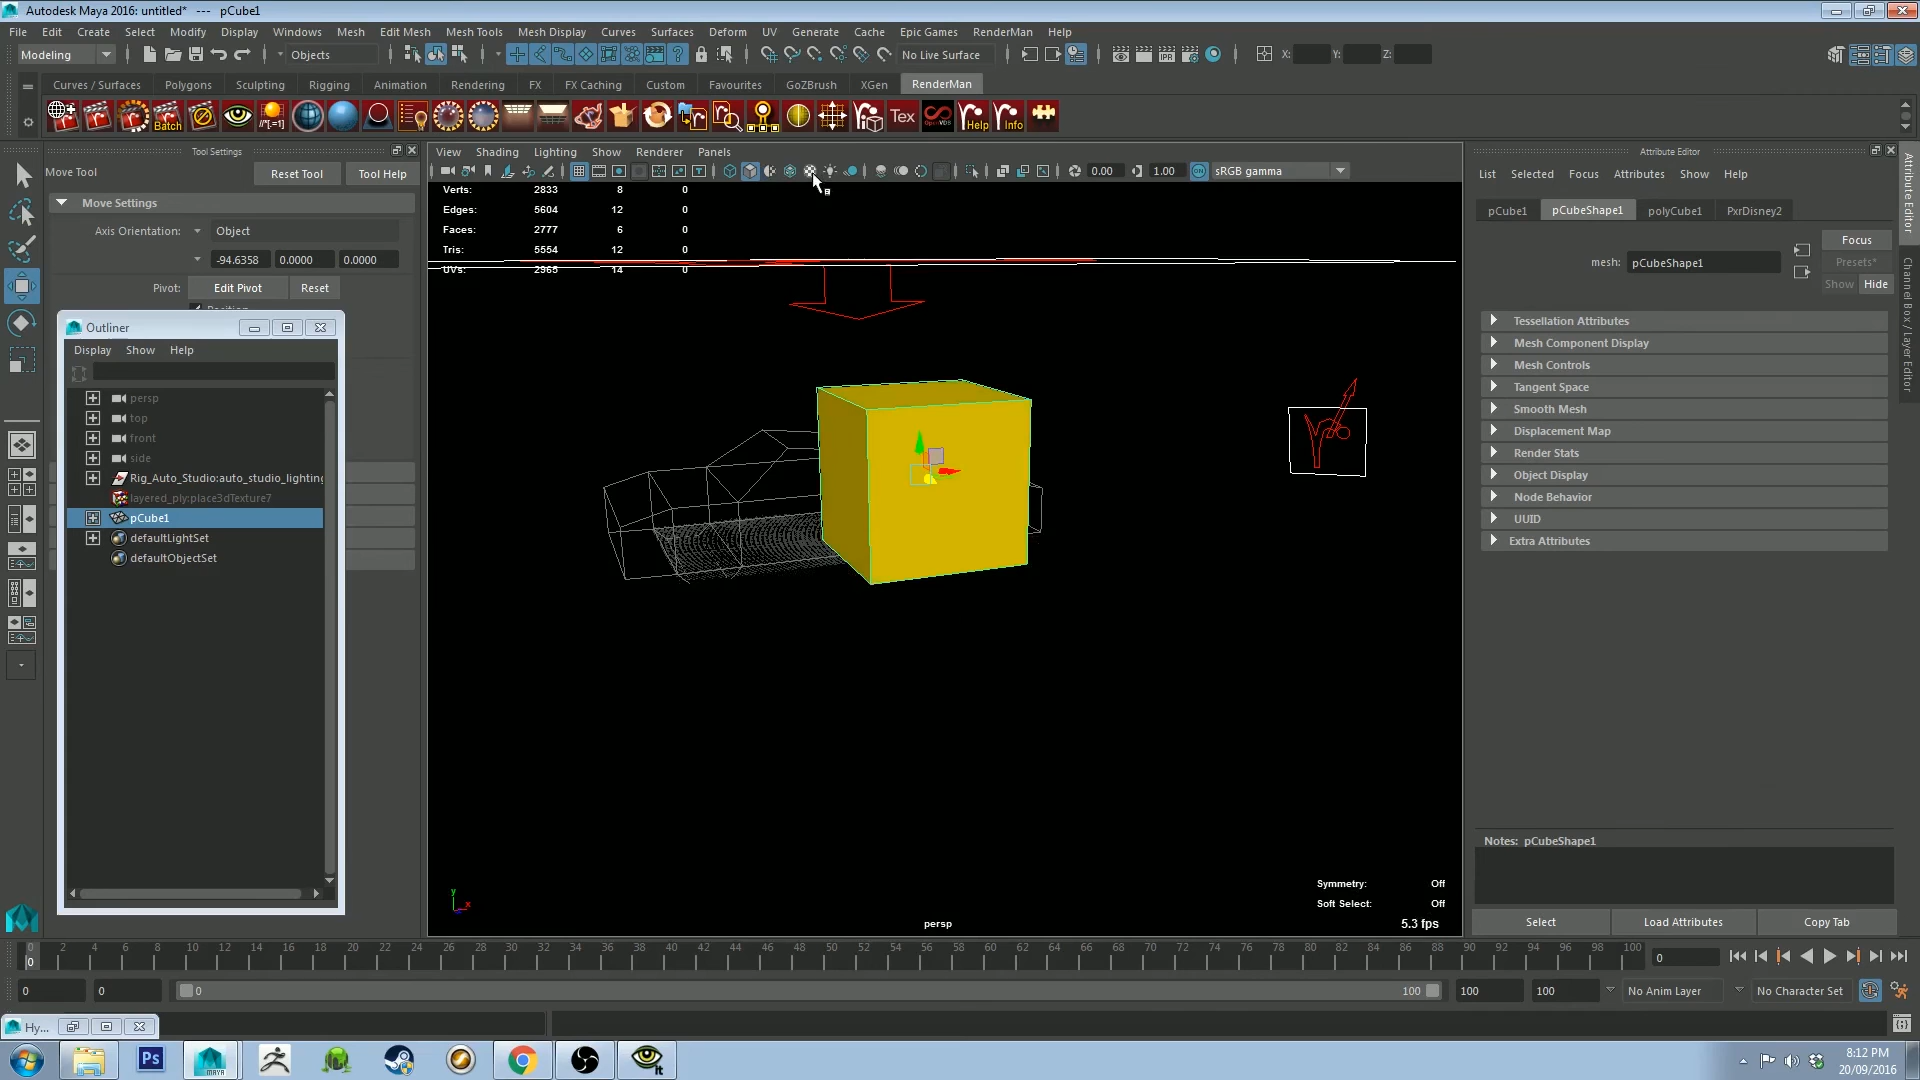 Autodesk Maya 2016: untitled*   ---   pCube1
File Edit Create Select Modify Display Windows Mesh Edit Mesh Mesh Tools Mesh Display Curves Surfaces Deform UV Generate Cache Epic Games RenderMan Help
Modeling Objects No Live Surface X: Y: Z:
Curves / Surfaces Polygons Sculpting Rigging Animation Rendering FX FX Caching Custom Favourites GoZBrush XGen RenderMan
Batch Tex Help Info
Tool Settings
Move Tool Reset Tool Tool Help
Move Settings
Axis Orientation: Object
-94.6358 0.0000 0.0000
Pivot: Edit Pivot Reset
Outliner
Display Show Help
persp
top
front
side
Rig_Auto_Studio:auto_studio_lighting
layered_ply:place3dTexture7
pCube1
defaultLightSet
defaultObjectSet
View Shading Lighting Show Renderer Panels
0.00 1.00 sRGB gamma
Verts: 2833 8 0
Edges: 5604 12 0
Faces: 2777 6 0
Tris: 5554 12 0
UVs: 2965 14 0
Symmetry: Off
Soft Select: Off
persp
5.3 fps
y
x
Attribute Editor
List Selected Focus Attributes Show Help
pCube1 pCubeShape1 polyCube1 PxrDisney2
Focus
mesh: pCubeShape1
Presets*
Show Hide
Tessellation Attributes
Mesh Component Display
Mesh Controls
Tangent Space
Smooth Mesh
Displacement Map
Render Stats
Object Display
Node Behavior
UUID
Extra Attributes
Notes: pCubeShape1
Select Load Attributes Copy Tab
Attribute Editor
Channel Box / Layer Editor
0 2 4 6 8 10 12 14 16 18 20 22 24 26 28 30 32 34 36 38 40 42 44 46 48 50 52 54 56 58 60 62 64 66 68 70 72 74 76 78 80 82 84 86 88 90 92 94 96 98 100
0 0
0 0 0 100 100 100 No Anim Layer No Character Set
Hy...
Ps MAYA it
8:12 PM
20/09/2016